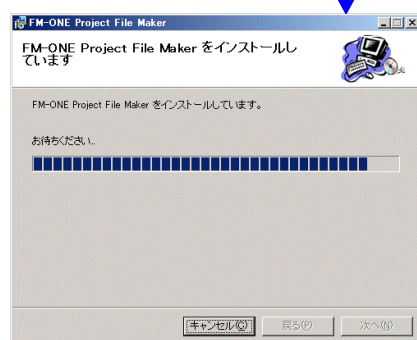 FM-ONE Project File Maker
FM-ONE Project File Maker をインストールし
ています
FM-ONE Project File Maker をインストールしています。
お待ちください...
キャンセル(C)
戻る(P)
次へ(N)